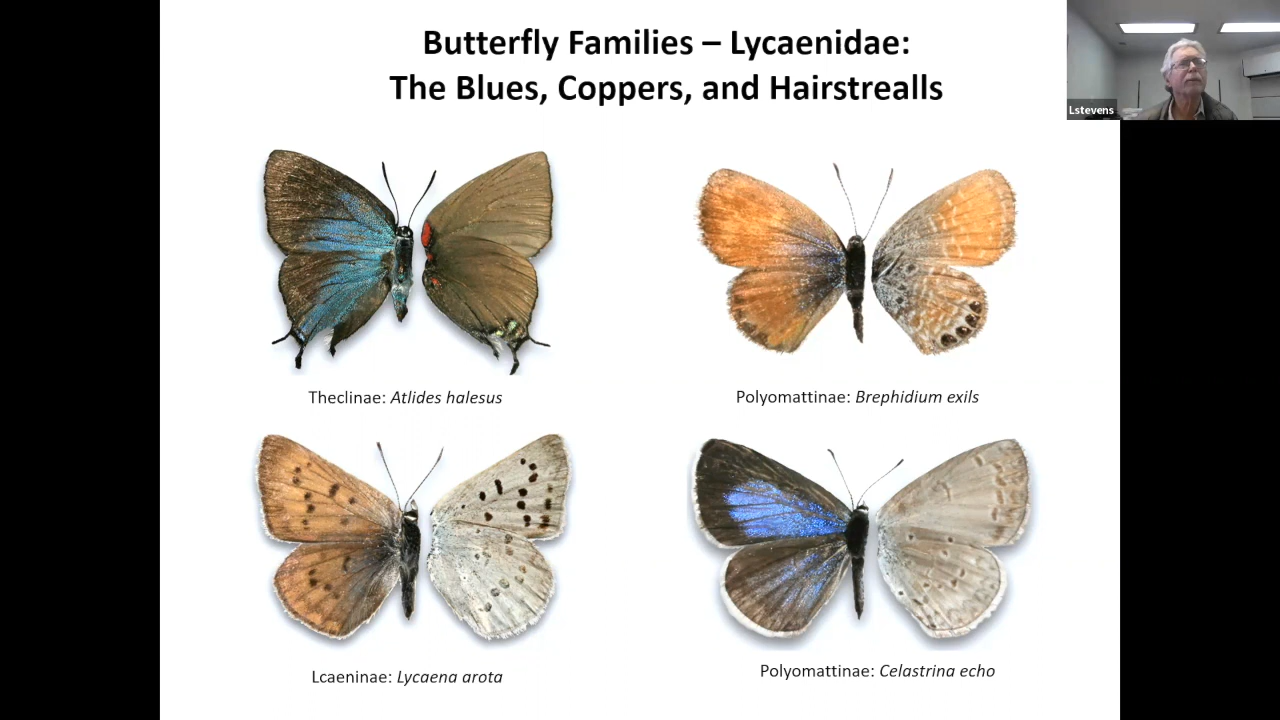 Butterfly Families – Lycaenidae:
The Blues, Coppers, and Hairstrealls
Lstevens
Theclinae: Atlides halesus
Polyomattinae: Brephidium exils
Lcaeninae: Lycaena arota
Polyomattinae: Celastrina echo